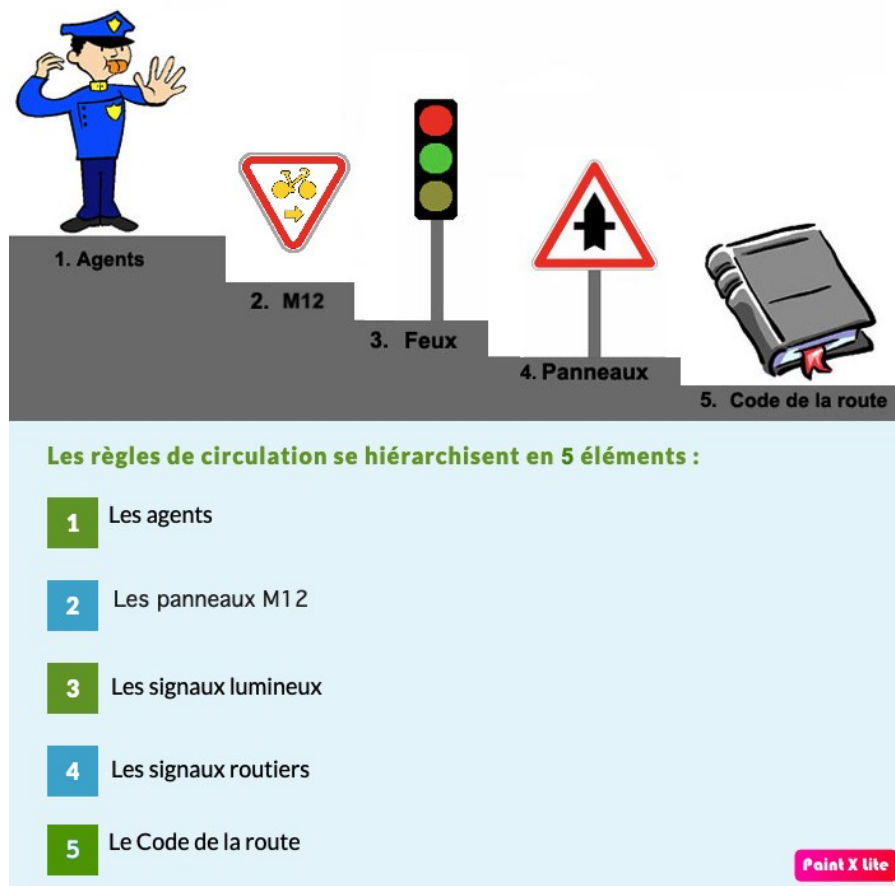 1. Agents
2. M12
3. Feux
4. Panneaux
5. Code de la route
Les règles de circulation se hiérarchisent en 5 éléments :
1 Les agents
2 Les panneaux M12
3 Les signaux lumineux
4 Les signaux routiers
5 Le Code de la route
Paint X Lite